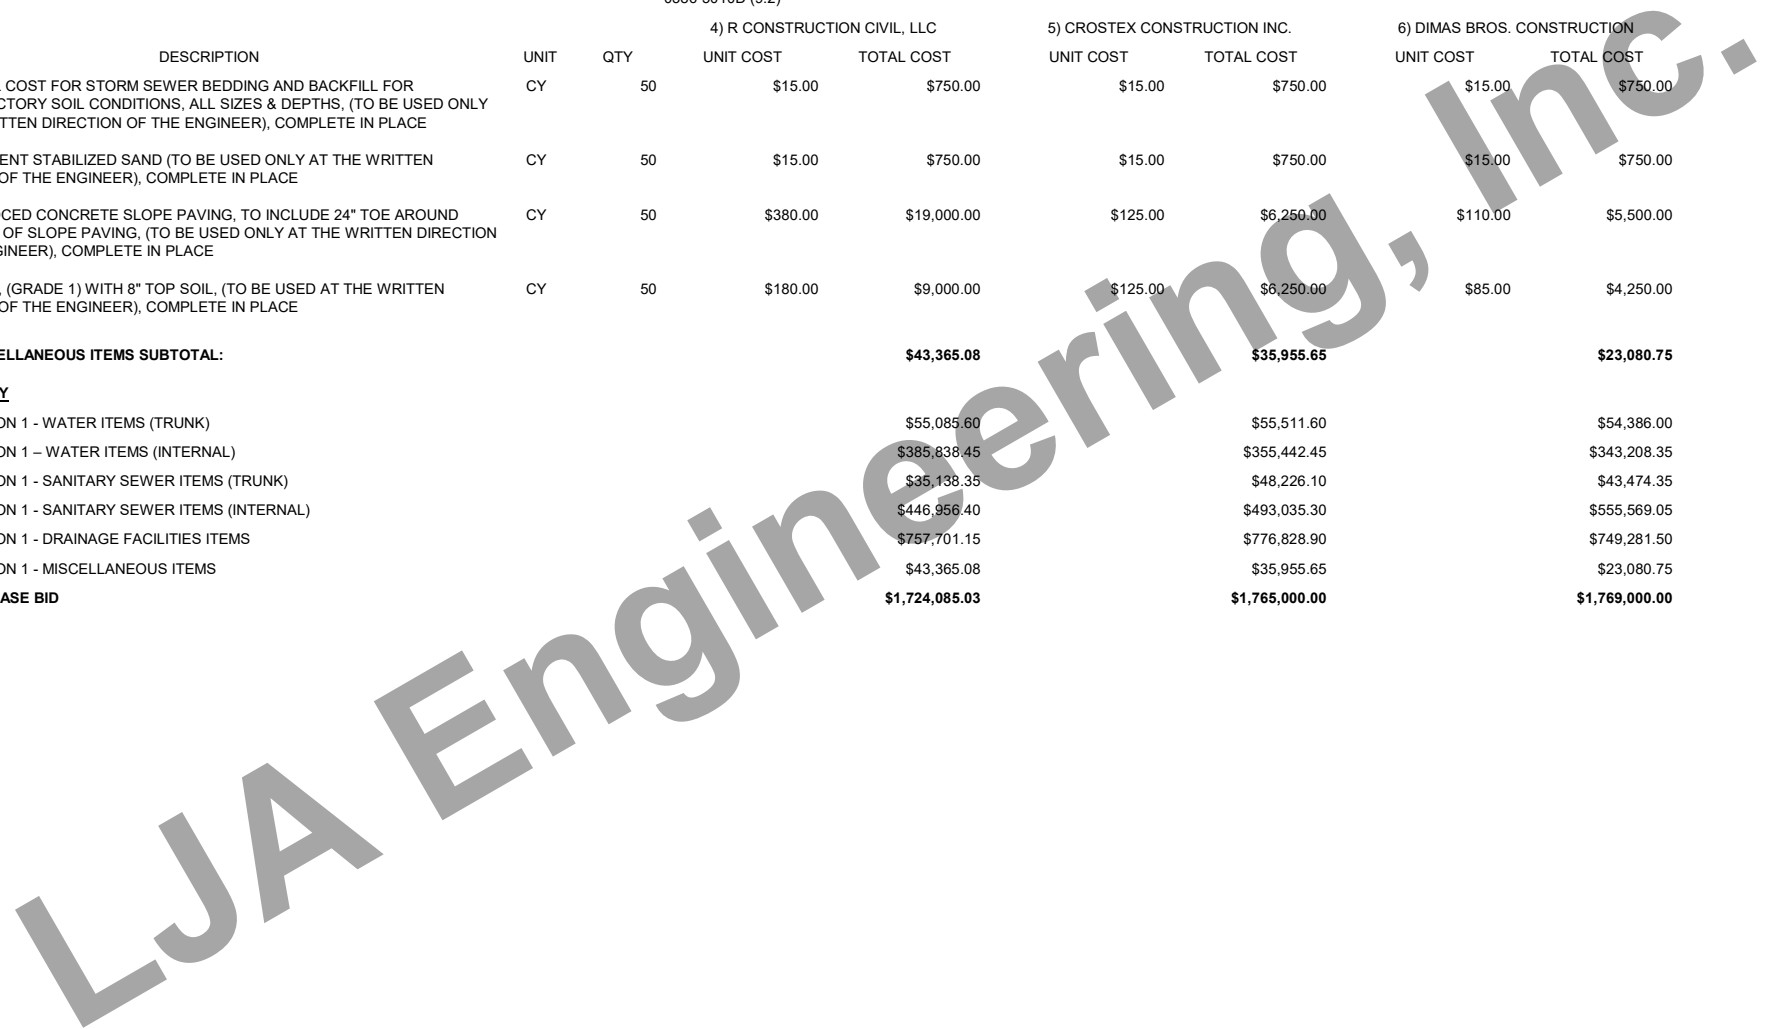 4) R CONSTRUCTION CIVIL, LLC 5) CROSTEX CONSTRUCTION INC. 6) DIMAS BROS. CONSTRUCTION
DESCRIPTION UNIT QTY UNIT COST TOTAL COST UNIT COST TOTAL COST UNIT COST TOTAL COST
COST FOR STORM SEWER BEDDING AND BACKFILL FOR CY 50 $15.00 $750.00 $15.00 $750.00 $15.00 $750.00
CTORY SOIL CONDITIONS, ALL SIZES & DEPTHS, (TO BE USED ONLY
TTEN DIRECTION OF THE ENGINEER), COMPLETE IN PLACE
ENT STABILIZED SAND (TO BE USED ONLY AT THE WRITTEN CY 50 $15.00 $750.00 $15.00 $750.00 $15.00 $750.00
OF THE ENGINEER), COMPLETE IN PLACE
CED CONCRETE SLOPE PAVING, TO INCLUDE 24" TOE AROUND CY 50 $380.00 $19,000.00 $125.00 $6,250.00 $110.00 $5,500.00
OF SLOPE PAVING, (TO BE USED ONLY AT THE WRITTEN DIRECTION
GINEER), COMPLETE IN PLACE
, (GRADE 1) WITH 8" TOP SOIL, (TO BE USED AT THE WRITTEN CY 50 $180.00 $9,000.00 $125.00 $6,250.00 $85.00 $4,250.00
OF THE ENGINEER), COMPLETE IN PLACE
ELLANEOUS ITEMS SUBTOTAL: $43,365.08 $35,955.65 $23,080.75
Y
ON 1 - WATER ITEMS (TRUNK) $55,085.60 $55,511.60 $54,386.00
ON 1 – WATER ITEMS (INTERNAL) $385,838.45 $355,442.45 $343,208.35
ON 1 - SANITARY SEWER ITEMS (TRUNK) $35,138.35 $48,226.10 $43,474.35
ON 1 - SANITARY SEWER ITEMS (INTERNAL) $446,956.40 $493,035.30 $555,569.05
ON 1 - DRAINAGE FACILITIES ITEMS $757,701.15 $776,828.90 $749,281.50
ON 1 - MISCELLANEOUS ITEMS $43,365.08 $35,955.65 $23,080.75
ASE BID $1,724,085.03 $1,765,000.00 $1,769,000.00
LJA Engineering, Inc.